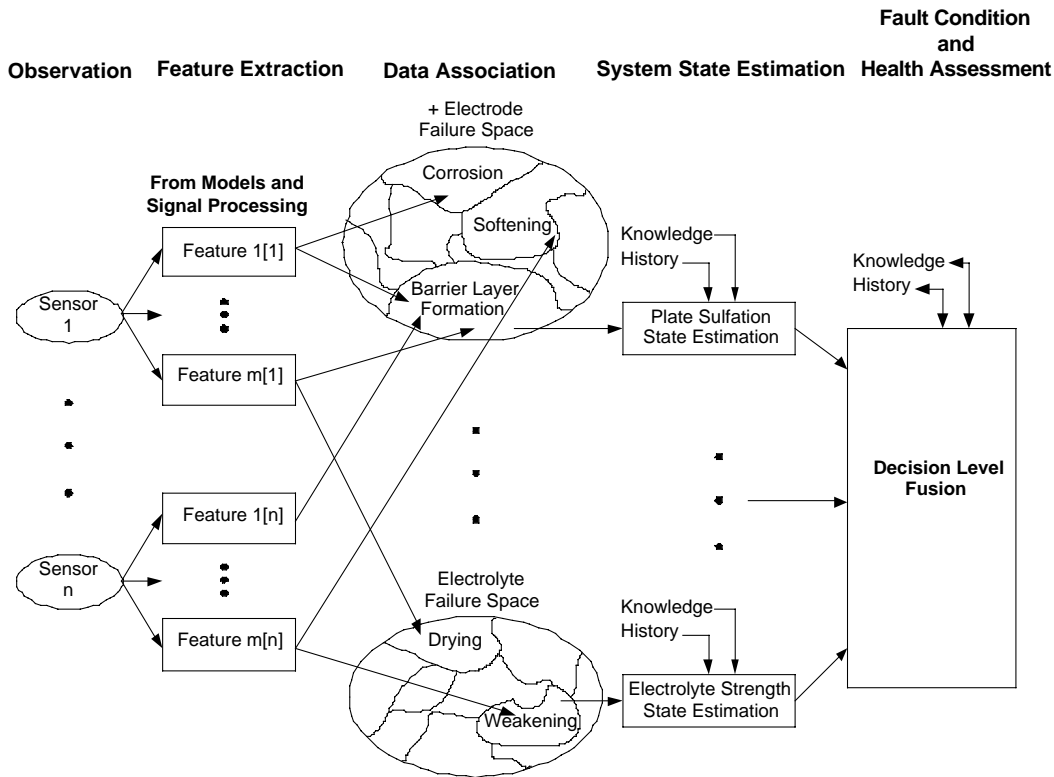 Fault Condition
and
Health Assessment
Observation
Feature Extraction
Data Association
System State Estimation
+ Electrode
Failure Space
From Models and
Signal Processing
Corrosion
Softening
Barrier Layer
Formation
Feature 1[1]
Sensor
1
Feature m[1]
Knowledge
History
Plate Sulfation
State Estimation
Knowledge
History
Decision Level
Fusion
Feature 1[n]
Sensor
n
Feature m[n]
Electrolyte
Failure Space
Drying
Weakening
Knowledge
History
Electrolyte Strength
State Estimation